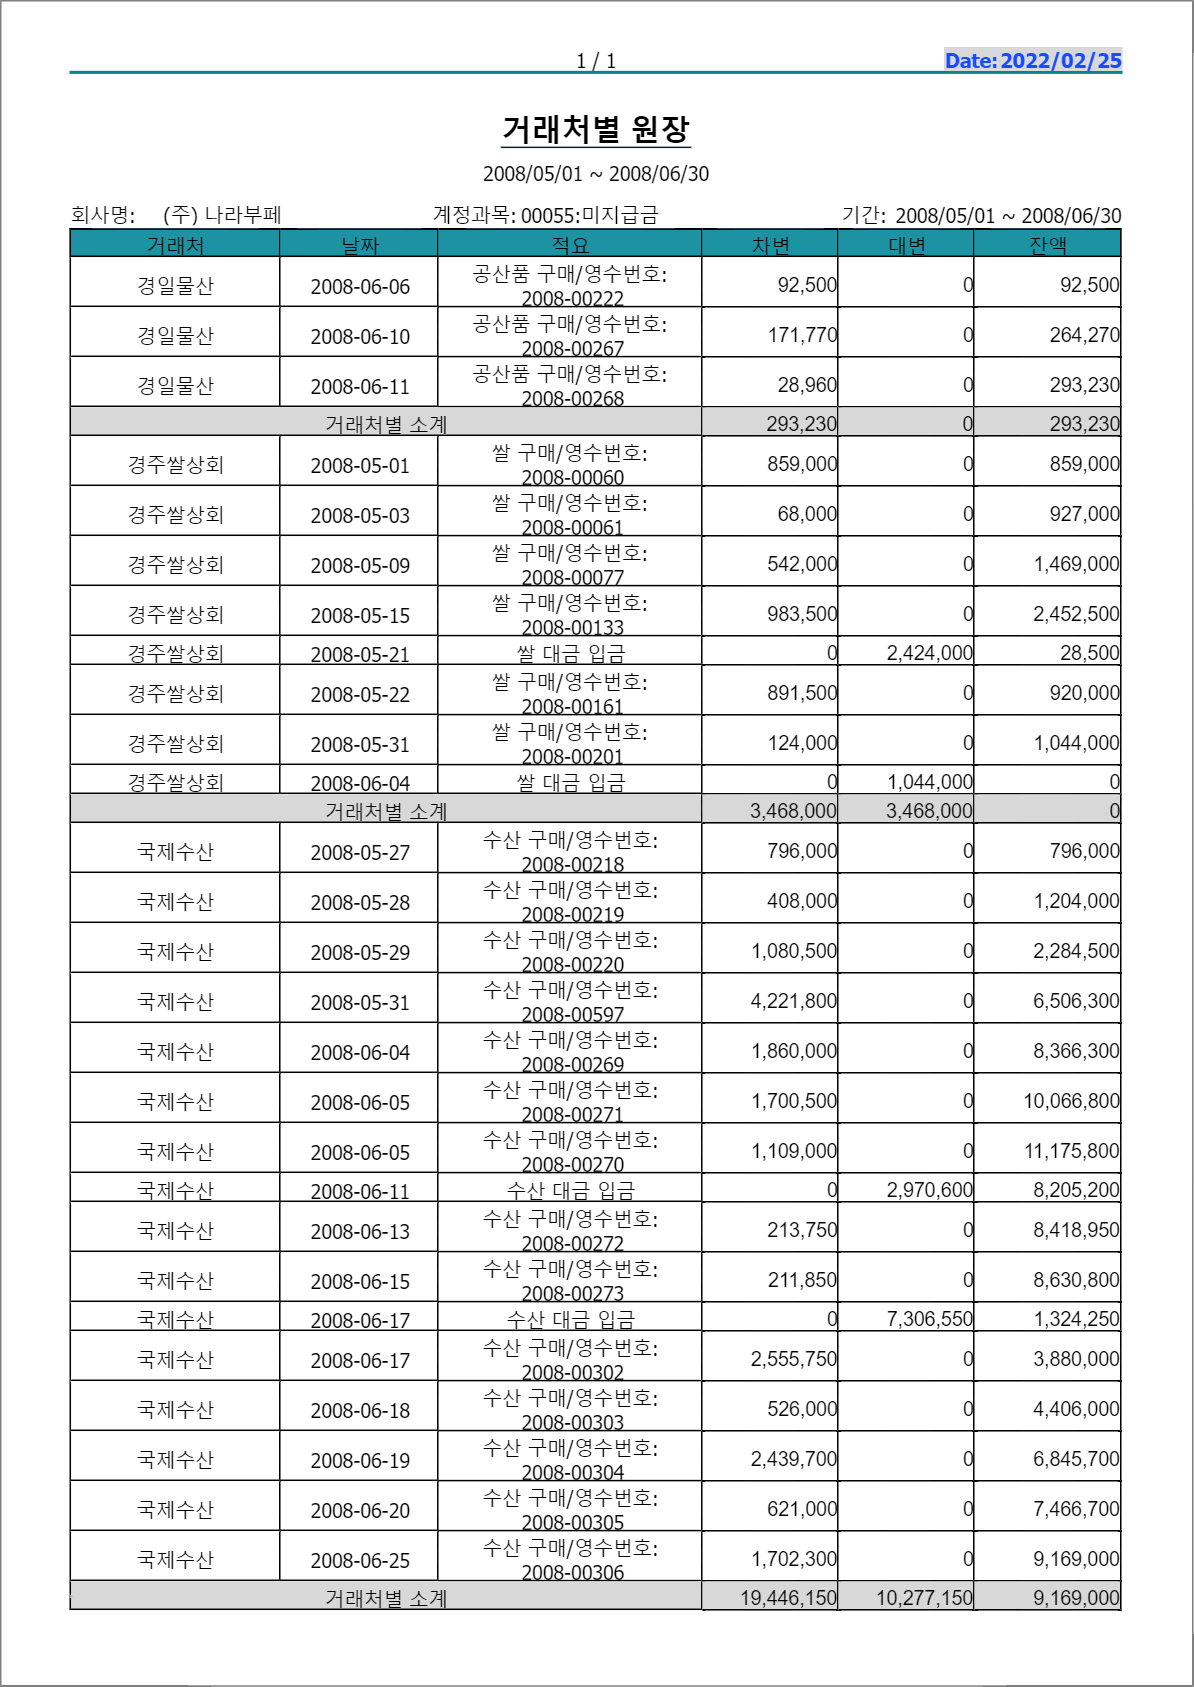 1 / 1 Date: 2022/02/25
거래처별 원장
2008/05/01 ~ 2008/06/30
회사명: (주) 나라부페 계정과목: 00055:미지급금 기간: 2008/05/01 ~ 2008/06/30
거래처 날짜 적요 차변 대변 잔액
경일물산 2008-06-06 공산품 구매/영수번호: 92,500 0 92,500
2008-00222
경일물산 2008-06-10 공산품 구매/영수번호: 171,770 0 264,270
2008-00267
경일물산 2008-06-11 공산품 구매/영수번호: 28,960 0 293,230
2008-00268
거래처별 소계 293,230 0 293,230
경주쌀상회 2008-05-01 쌀 구매/영수번호: 859,000 0 859,000
2008-00060
경주쌀상회 2008-05-03 쌀 구매/영수번호: 68,000 0 927,000
2008-00061
경주쌀상회 2008-05-09 쌀 구매/영수번호: 542,000 0 1,469,000
2008-00077
경주쌀상회 2008-05-15 쌀 구매/영수번호: 983,500 0 2,452,500
2008-00133
경주쌀상회 2008-05-21 쌀 대금 입금 0 2,424,000 28,500
경주쌀상회 2008-05-22 쌀 구매/영수번호: 891,500 0 920,000
2008-00161
경주쌀상회 2008-05-31 쌀 구매/영수번호: 124,000 0 1,044,000
2008-00201
경주쌀상회 2008-06-04 쌀 대금 입금 0 1,044,000 0
거래처별 소계 3,468,000 3,468,000 0
국제수산 2008-05-27 수산 구매/영수번호: 796,000 0 796,000
2008-00218
국제수산 2008-05-28 수산 구매/영수번호: 408,000 0 1,204,000
2008-00219
국제수산 2008-05-29 수산 구매/영수번호: 1,080,500 0 2,284,500
2008-00220
국제수산 2008-05-31 수산 구매/영수번호: 4,221,800 0 6,506,300
2008-00597
국제수산 2008-06-04 수산 구매/영수번호: 1,860,000 0 8,366,300
2008-00269
국제수산 2008-06-05 수산 구매/영수번호: 1,700,500 0 10,066,800
2008-00271
국제수산 2008-06-05 수산 구매/영수번호: 1,109,000 0 11,175,800
2008-00270
국제수산 2008-06-11 수산 대금 입금 0 2,970,600 8,205,200
국제수산 2008-06-13 수산 구매/영수번호: 213,750 0 8,418,950
2008-00272
국제수산 2008-06-15 수산 구매/영수번호: 211,850 0 8,630,800
2008-00273
국제수산 2008-06-17 수산 대금 입금 0 7,306,550 1,324,250
국제수산 2008-06-17 수산 구매/영수번호: 2,555,750 0 3,880,000
2008-00302
국제수산 2008-06-18 수산 구매/영수번호: 526,000 0 4,406,000
2008-00303
국제수산 2008-06-19 수산 구매/영수번호: 2,439,700 0 6,845,700
2008-00304
국제수산 2008-06-20 수산 구매/영수번호: 621,000 0 7,466,700
2008-00305
국제수산 2008-06-25 수산 구매/영수번호: 1,702,300 0 9,169,000
2008-00306
거래처별 소계 19,446,150 10,277,150 9,169,000